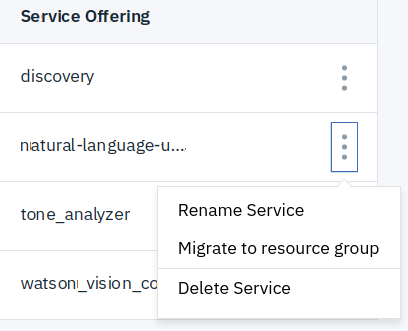 Service Offering
discovery
natural-language-u...
tone_analyzer
Rename Service
Migrate to resource group
watson_vision_co
Delete Service